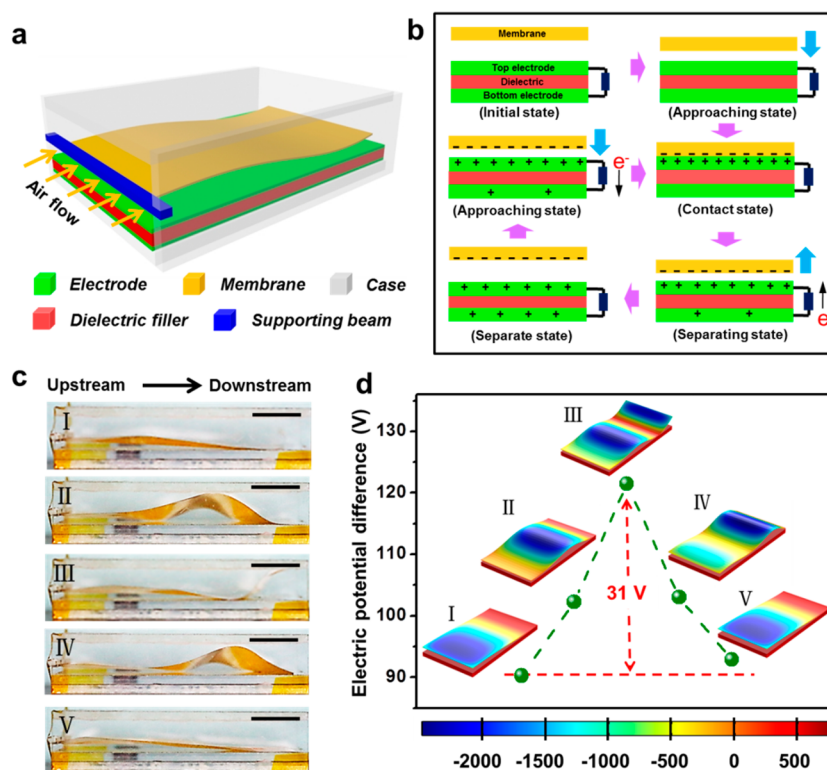 a
Air flow
Electrode
Membrane
Case
Dielectric filler
Supporting beam
b
Membrane
Top electrode
Dielectric
Bottom electrode
(Initial state)
(Approaching state)
- - - - - - - - -
+ + + + + + + +
+ +
e-
(Approaching state)
- - - - - - - - -
+ + + + + + + + + +
(Contact state)
- - - - - - - - -
+ + + + + +
+ + + + +
(Separate state)
- - - - - - - - -
+ + + + + + + +
+ +
e
(Separating state)
c
Upstream Downstream
I
II
III
IV
V
d
Electric potential difference (V)
130
120
110
100
90
I
II
III
IV
V
31 V
-2000 -1500 -1000 -500 0 500